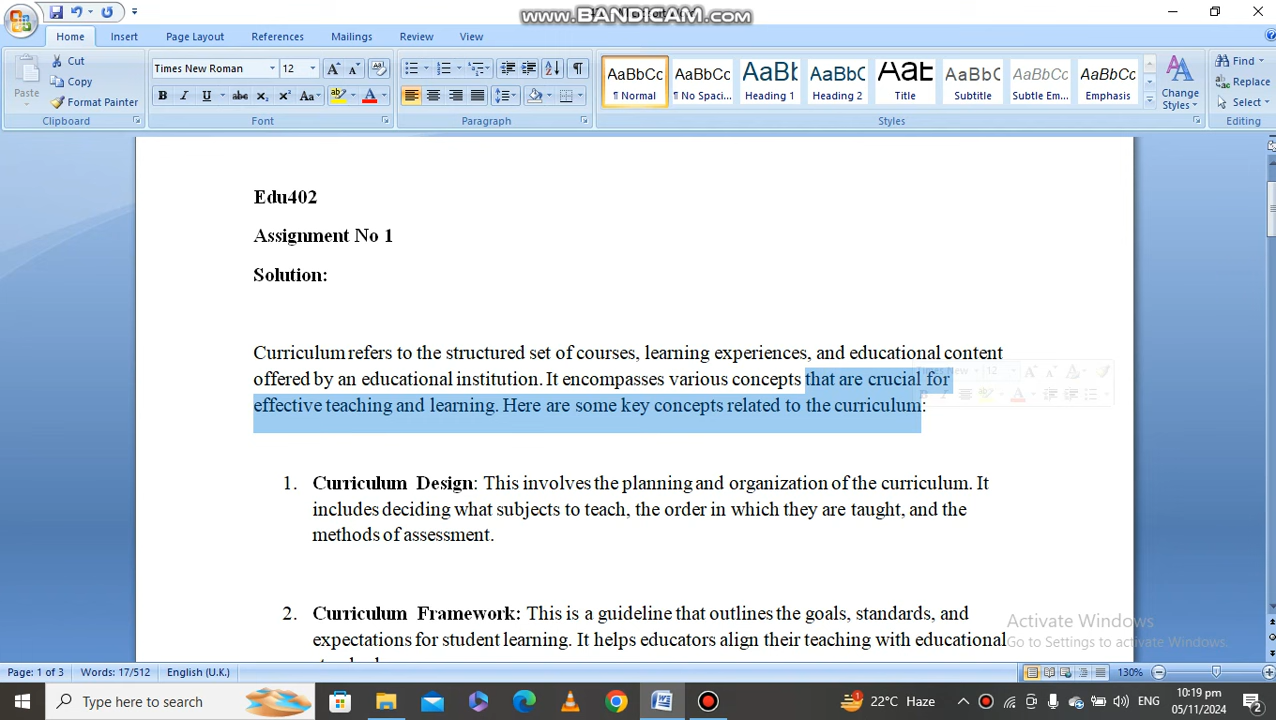 www.BANDICAM.com
Home Insert Page Layout References Mailings Review View
Cut
Copy
Format Painter
Paste
Clipboard
Times New Roman 12
Font
Paragraph
AaBbCc AaBbCc AaBbC AaBbC AaB AaBbCc AaBbCc AaBbCc
¶ Normal ¶ No Spaci... Heading 1 Heading 2 Title Subtitle Subtle Em... Emphasis
Change
Styles
Styles
Find
Replace
Select
Editing
Edu402
Assignment No 1
Solution:
Curriculum refers to the structured set of courses, learning experiences, and educational content
offered by an educational institution. It encompasses various concepts that are crucial for
effective teaching and learning. Here are some key concepts related to the curriculum:
1. Curriculum Design: This involves the planning and organization of the curriculum. It
includes deciding what subjects to teach, the order in which they are taught, and the
methods of assessment.
2. Curriculum Framework: This is a guideline that outlines the goals, standards, and
expectations for student learning. It helps educators align their teaching with educational
Activate Windows
Go to Settings to activate Windows.
Page: 1 of 3 Words: 17/512 English (U.K.) 130%
Type here to search
22°C Haze
ENG
10:19 pm
05/11/2024
2